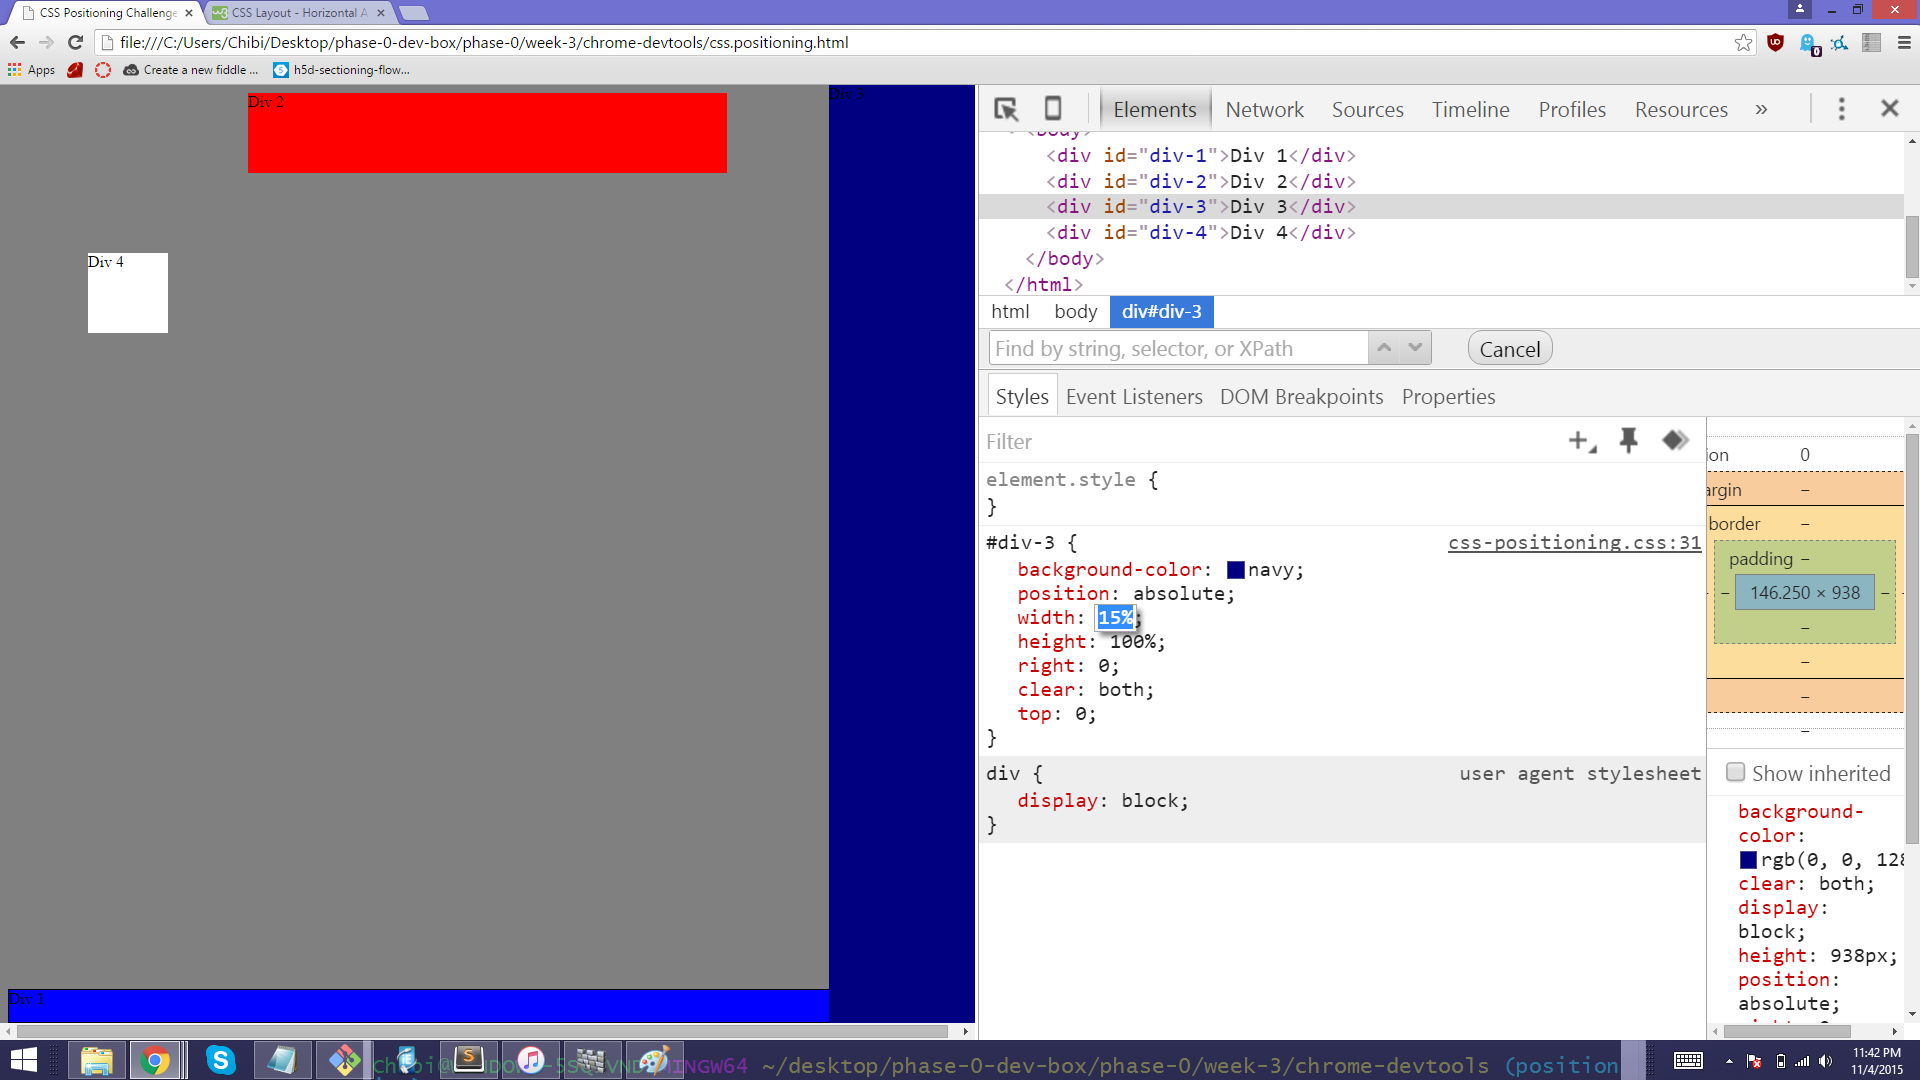 CSS Positioning Challenge
CSS Layout - Horizontal A
file:///C:/Users/Chibi/Desktop/phase-0-dev-box/phase-0/week-3/chrome-devtools/css.positioning.html
Apps
Create a new fiddle ...
h5d-sectioning-flow...
Div 2
Div 3
Div 4
Div 1
Elements Network Sources Timeline Profiles Resources »
<body>
<div id="div-1">Div 1</div>
<div id="div-2">Div 2</div>
<div id="div-3">Div 3</div>
<div id="div-4">Div 4</div>
</body>
</html>
html body div#div-3
Find by string, selector, or XPath Cancel
Styles Event Listeners DOM Breakpoints Properties
Filter
element.style {
}
#div-3 { css-positioning.css:31
background-color: navy;
position: absolute;
width: 15%;
height: 100%;
right: 0;
clear: both;
top: 0;
}
div { user agent stylesheet
display: block;
}
ion 0
argin –
border –
padding –
– 146.250 × 938 –
–
–
–
–
Show inherited
background-
color:
rgb(0, 0, 128
clear: both;
display:
block;
height: 938px;
position:
absolute;
~/desktop/phase-0-dev-box/phase-0/week-3/chrome-devtools (position
11:42 PM
11/4/2015